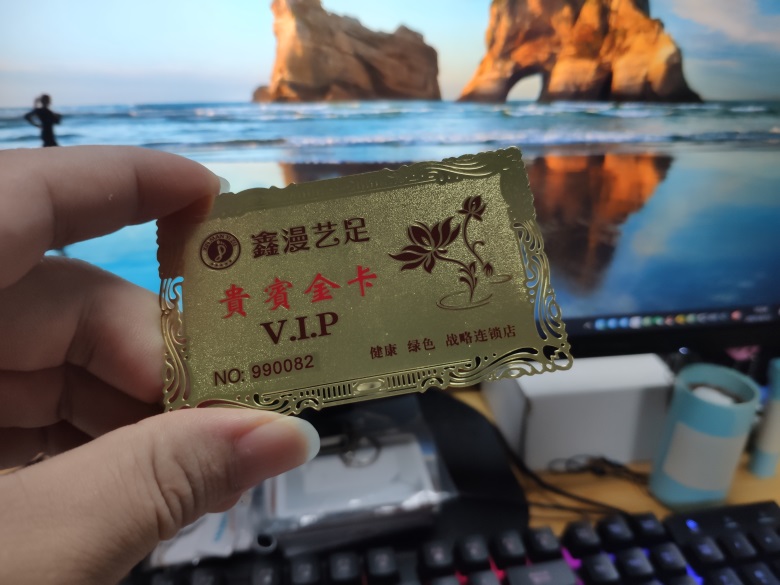 鑫漫艺足
貴賓金卡
V.I.P
NO: 990082
健康 绿色 战略连锁店